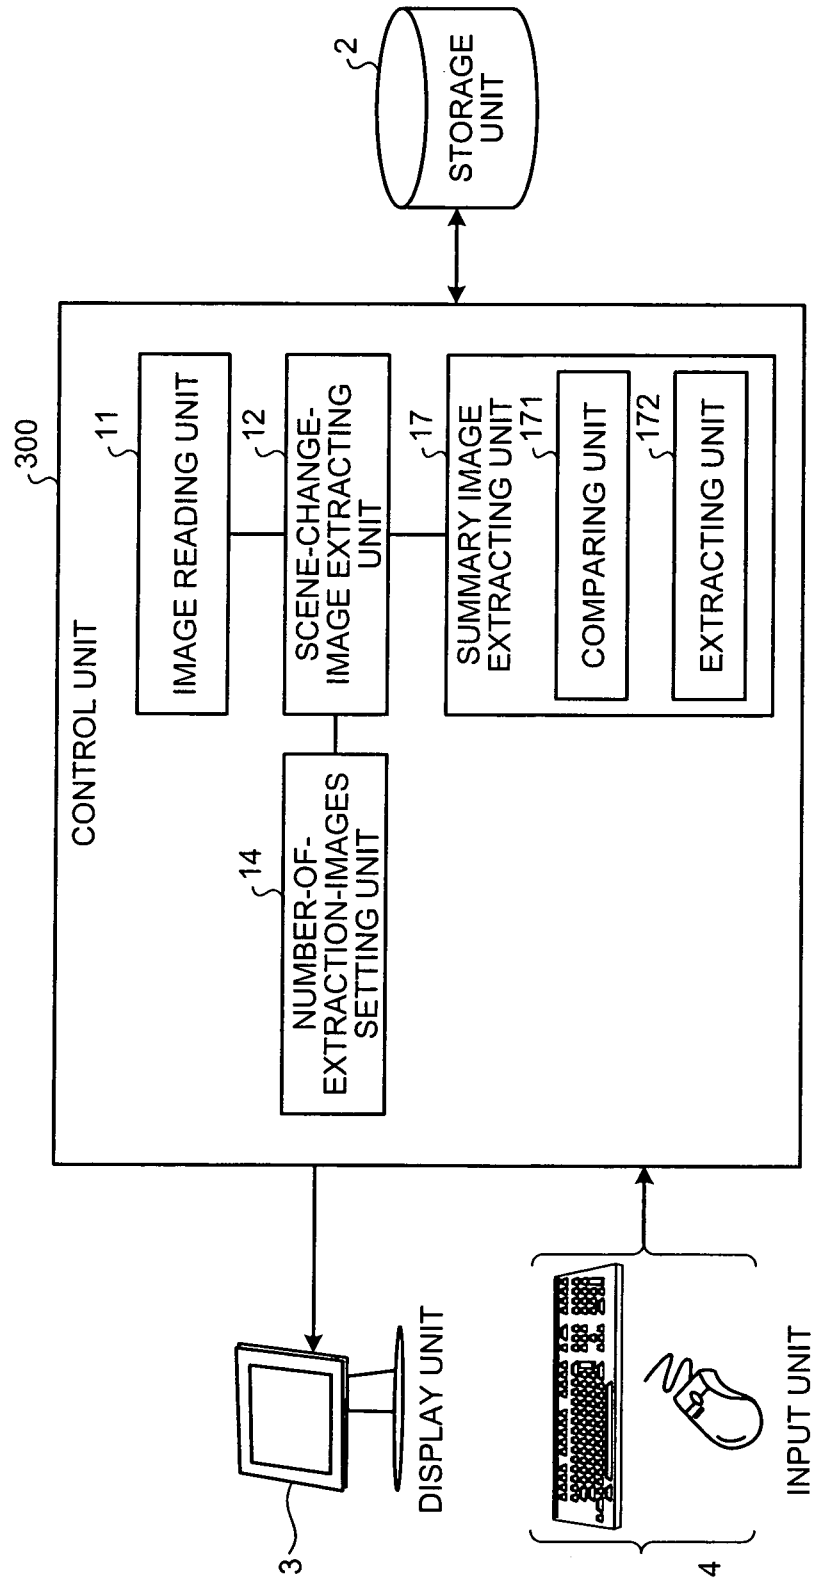 300
CONTROL UNIT
11
IMAGE READING UNIT
14
NUMBER-OF-
EXTRACTION-IMAGES
SETTING UNIT
12
SCENE-CHANGE-
IMAGE EXTRACTING
UNIT
17
SUMMARY IMAGE
EXTRACTING UNIT
171
COMPARING UNIT
172
EXTRACTING UNIT
2
STORAGE
UNIT
3
DISPLAY UNIT
4
INPUT UNIT